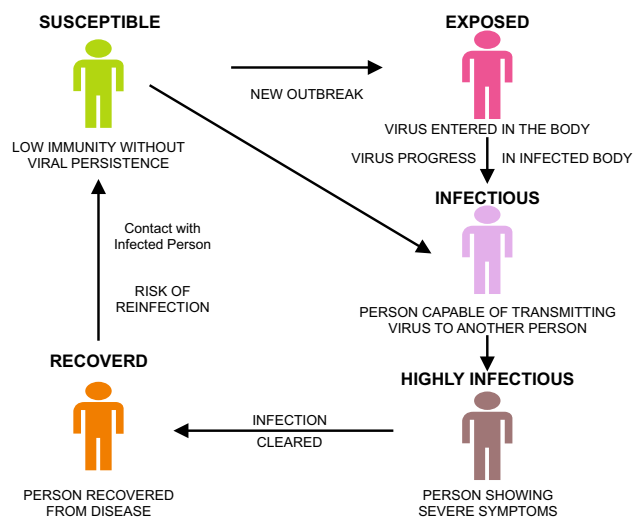 SUSCEPTIBLE
EXPOSED
NEW OUTBREAK
LOW IMMUNITY WITHOUT
VIRAL PERSISTENCE
VIRUS ENTERED IN THE BODY
VIRUS PROGRESS IN INFECTED BODY
INFECTIOUS
Contact with
Infected Person
RISK OF
REINFECTION
PERSON CAPABLE OF TRANSMITTING
VIRUS TO ANOTHER PERSON
RECOVERD
HIGHLY INFECTIOUS
INFECTION
CLEARED
PERSON RECOVERED
FROM DISEASE
PERSON SHOWING
SEVERE SYMPTOMS